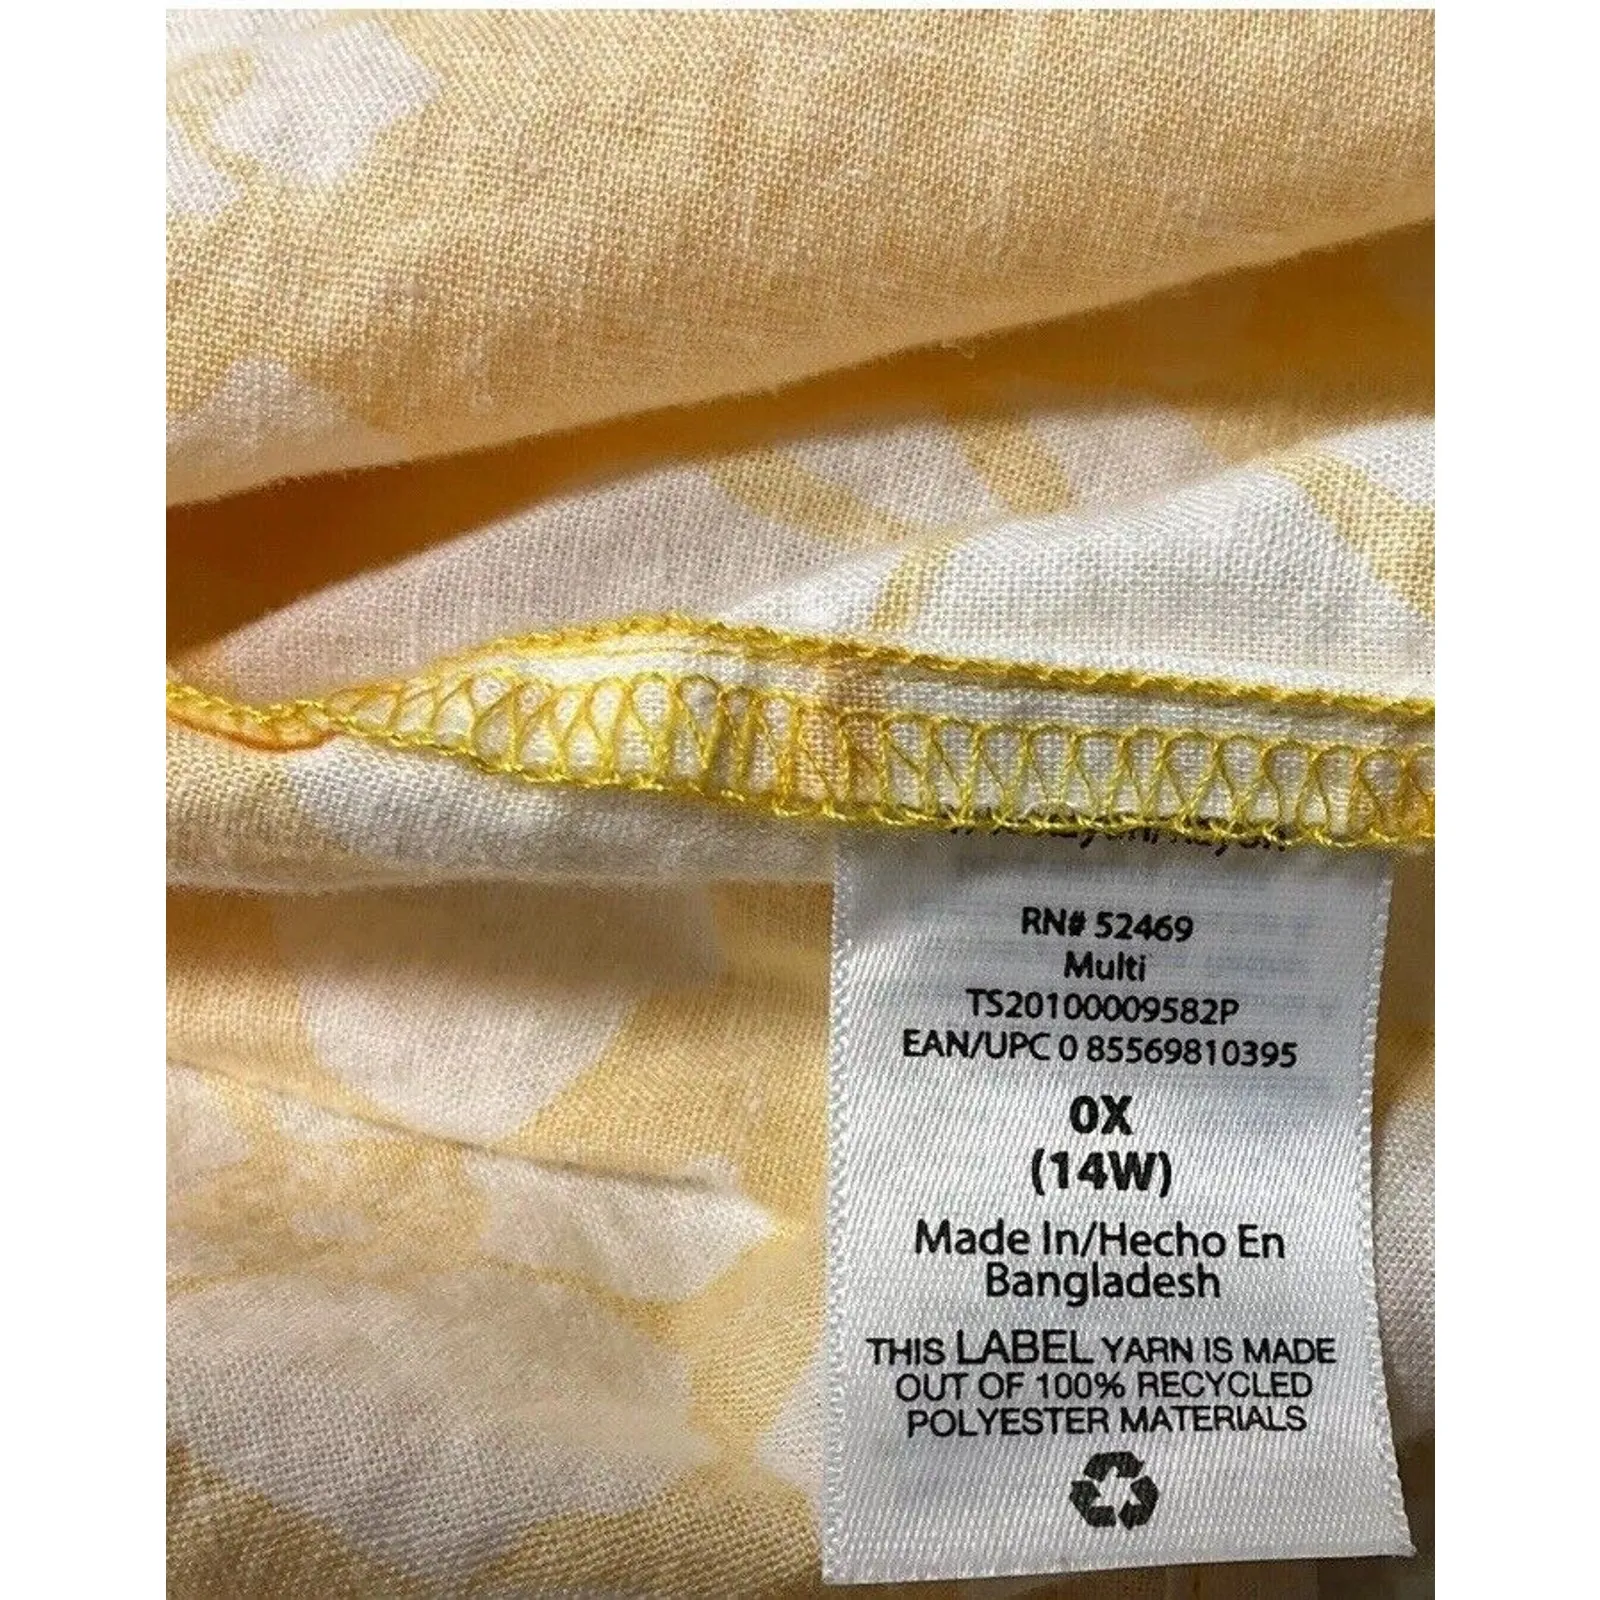 RN# 52469
Multi
TS20100009582P
EAN/UPC 0 85569810395
0X
(14W)
Made In/Hecho En
Bangladesh
THIS LABEL YARN IS MADE
OUT OF 100% RECYCLED
POLYESTER MATERIALS